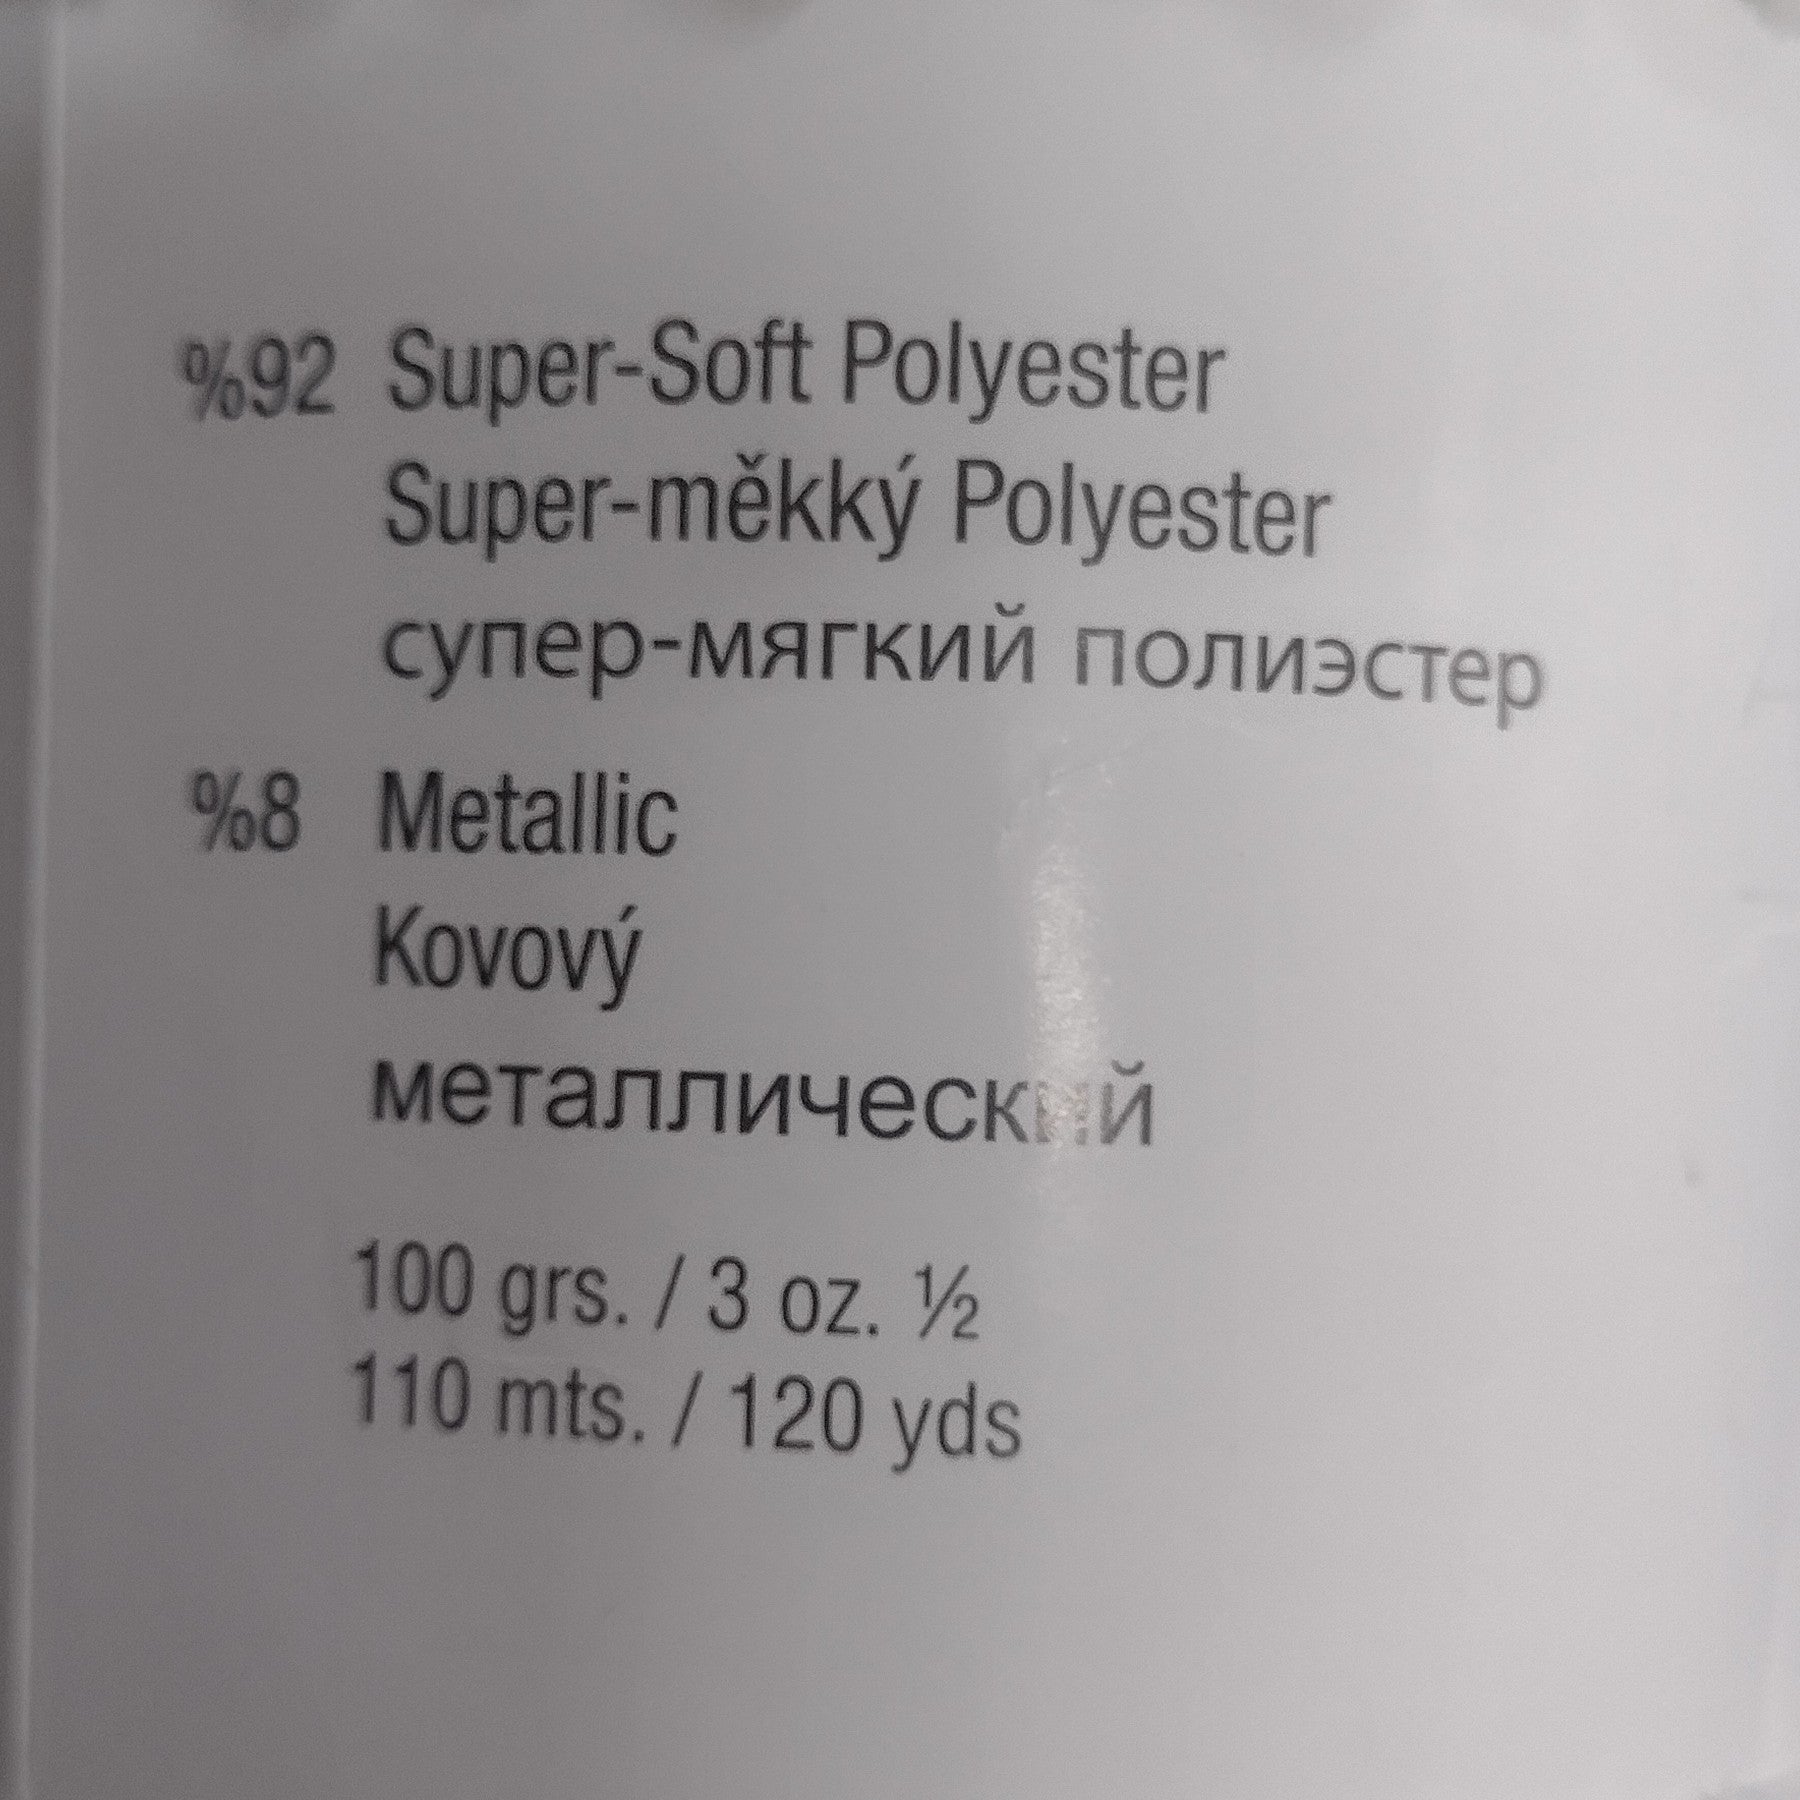 %92 Super-Soft Polyester
Super-měkký Polyester
супер-мягкий полиэстер
%8 Metallic
Kovový
металлический
100 grs. / 3 oz. ½
110 mts. / 120 yds